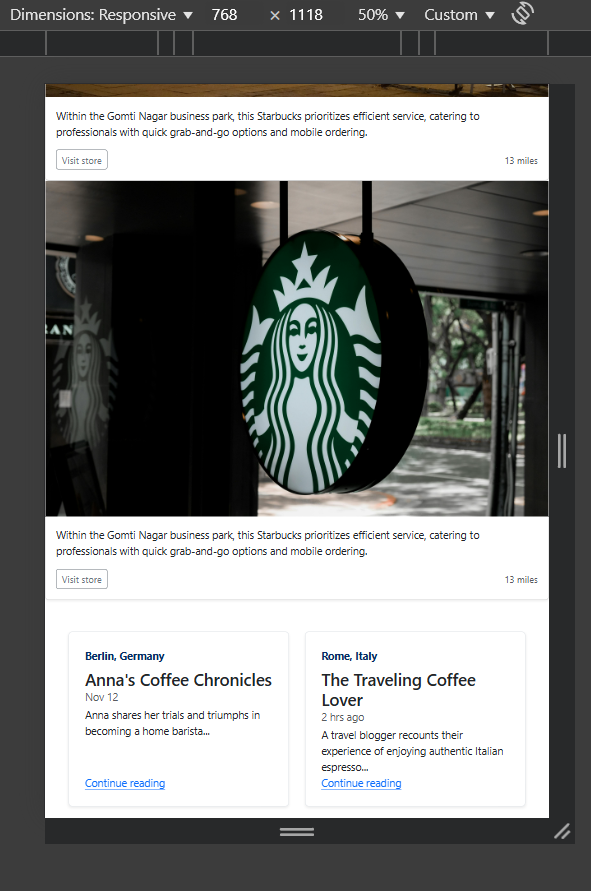 Dimensions: Responsive ▼ 768 × 1118 50% ▼ Custom ▼
Within the Gomti Nagar business park, this Starbucks prioritizes efficient service, catering to
professionals with quick grab-and-go options and mobile ordering.
Visit store 13 miles
Within the Gomti Nagar business park, this Starbucks prioritizes efficient service, catering to
professionals with quick grab-and-go options and mobile ordering.
Visit store 13 miles
Berlin, Germany
Anna's Coffee Chronicles
Nov 12
Anna shares her trials and triumphs in
becoming a home barista...
Continue reading
Rome, Italy
The Traveling Coffee
Lover
2 hrs ago
A travel blogger recounts their
experience of enjoying authentic Italian
espresso...
Continue reading